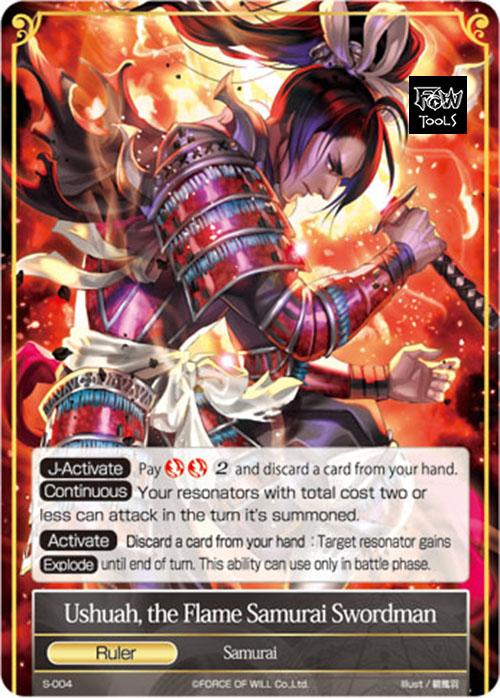 FOW
TOOLS
J-Activate Pay 2 and discard a card from your hand.
Continuous Your resonators with total cost two or
less can attack in the turn it's summoned.
Activate Discard a card from your hand : Target resonator gains
Explode until end of turn. This ability can use only in battle phase.
Ushuah, the Flame Samurai Swordman
Ruler Samurai
S-004 ©FORCE OF WILL Co.,Ltd. Illust /